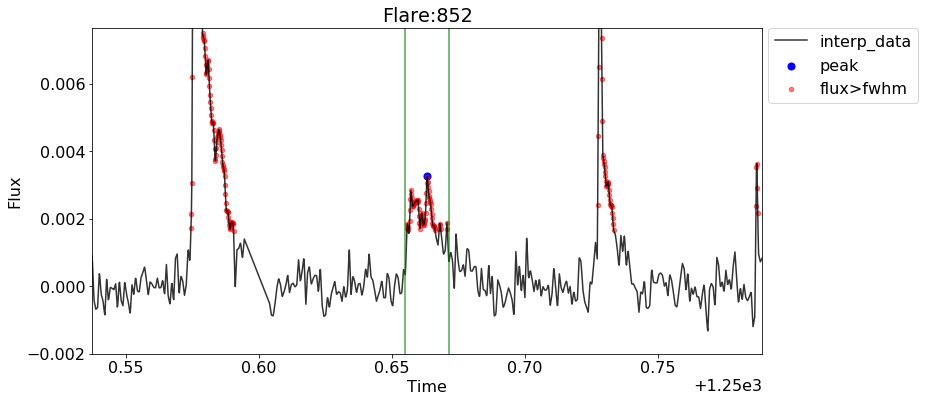 Flare:852
interp_data
peak
flux>fwhm
Flux
0.006
0.004
0.002
0.000
−0.002
0.55 0.60 0.65 0.70 0.75
Time
+1.25e3